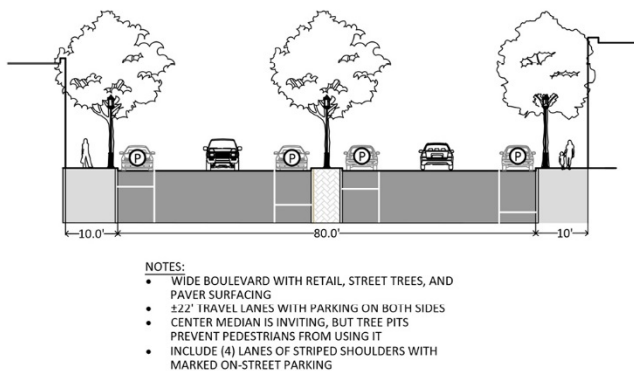 P
P
P
P
10.0'
80.0'
10'
NOTES:
• WIDE BOULEVARD WITH RETAIL, STREET TREES, AND
PAVER SURFACING
• ±22' TRAVEL LANES WITH PARKING ON BOTH SIDES
• CENTER MEDIAN IS INVITING, BUT TREE PITS
PREVENT PEDESTRIANS FROM USING IT
• INCLUDE (4) LANES OF STRIPED SHOULDERS WITH
MARKED ON-STREET PARKING